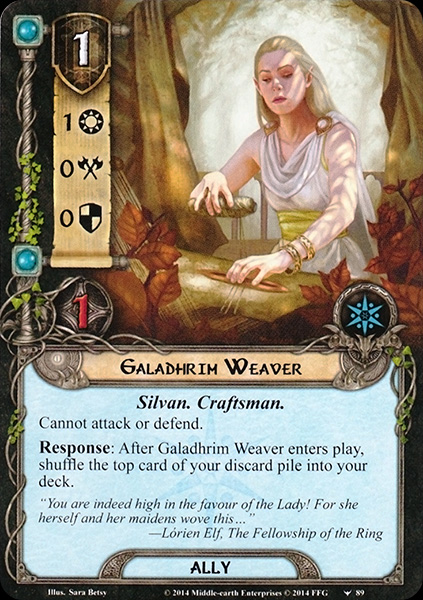 1
1
0
0
1
Galadhrim Weaver
Silvan. Craftsman.
Cannot attack or defend.
Response: After Galadhrim Weaver enters play,
shuffle the top card of your discard pile into your
deck.
“You are indeed high in the favour of the Lady! For she
herself and her maidens wove this…”
—Lórien Elf, The Fellowship of the Ring
ALLY
Illus. Sara Betsy © 2014 Middle-earth Enterprises © 2014 FFG 89